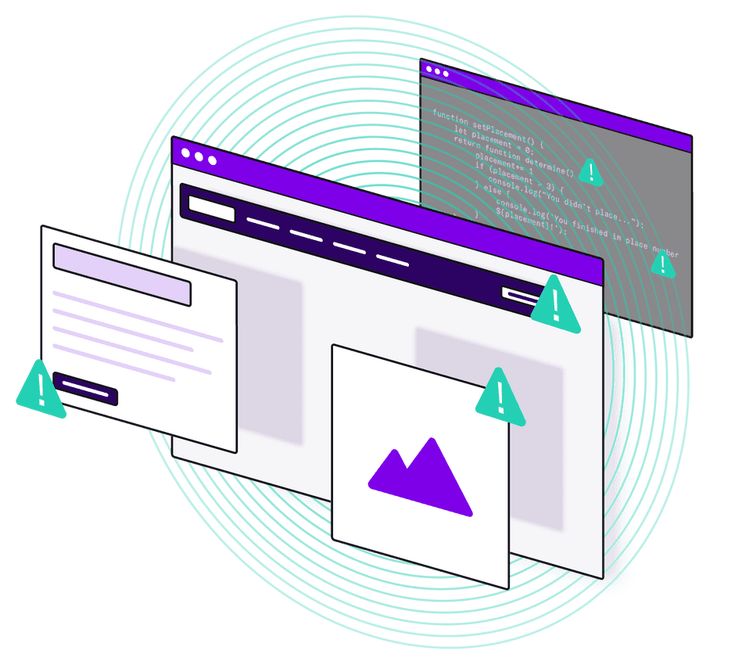 function setPlacement() {
let placement = 0;
return function determine()
placement++ 1
if (placement > 3) {
console.log("You didn't place...");
} else {
console.log('You finished in place number
} ${placement}!');
!
!
!
!
!